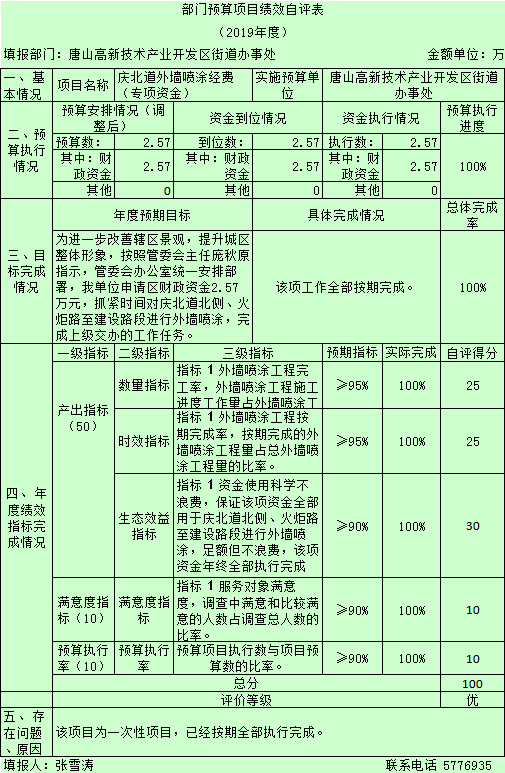 部门预算项目绩效自评表
（2019年度）
填报部门：唐山高新技术产业开发区街道办事处 金额单位：万
一、基本情况 项目名称 庆北道外墙喷涂经费（专项资金） 实施预算单位 唐山高新技术产业开发区街道办事处
二、预算执行情况 预算安排情况（调整后） 资金到位情况 资金执行情况 预算执行进度
预算数： 2.57 到位数： 2.57 执行数： 2.57 100%
其中：财政资金 2.57 其中：财政资金 2.57 其中：财政资金 2.57
其他 0 其他 0 其他 0
三、目标完成情况 年度预期目标 具体完成情况 总体完成率
为进一步改善辖区景观，提升城区
整体形象，按照管委会主任庞秋原
指示，管委会办公室统一安排部
署，我单位申请区财政资金2.57
万元，抓紧时间对庆北道北侧、火
炬路至建设路段进行外墙喷涂，完
成上级交办的工作任务。
该项工作全部按期完成。 100%
四、年度绩效指标完成情况 一级指标 二级指标 三级指标 预期指标 实际完成 自评得分
产出指标（50） 数量指标 指标1外墙喷涂工程完
工率，外墙喷涂工程施工
进度工作量占外墙喷涂工 ≥95% 100% 25
时效指标 指标1外墙喷涂工程按
期完成率，按期完成的外
墙喷涂工程量占总外墙喷
涂工程量的比率。 ≥95% 100% 25
生态效益指标 指标1资金使用科学不
浪费，保证该项资金全部
用于庆北道北侧、火炬路
至建设路段进行外墙喷
涂，足额但不浪费，该项
资金年终全部执行完成 ≥90% 100% 30
满意度指标（10） 满意度指标 指标1服务对象满意
度，调查中满意和比较满
意的人数占调查总人数的
比率。 ≥90% 100% 10
预算执行率（10） 预算执行率 预算项目执行数与项目预
算数的比率。 ≥90% 100% 10
总分 100
评价等级 优
五、存在问题、原因 该项目为一次性项目，已经按期全部执行完成。
填报人：张雪涛 联系电话 5776935